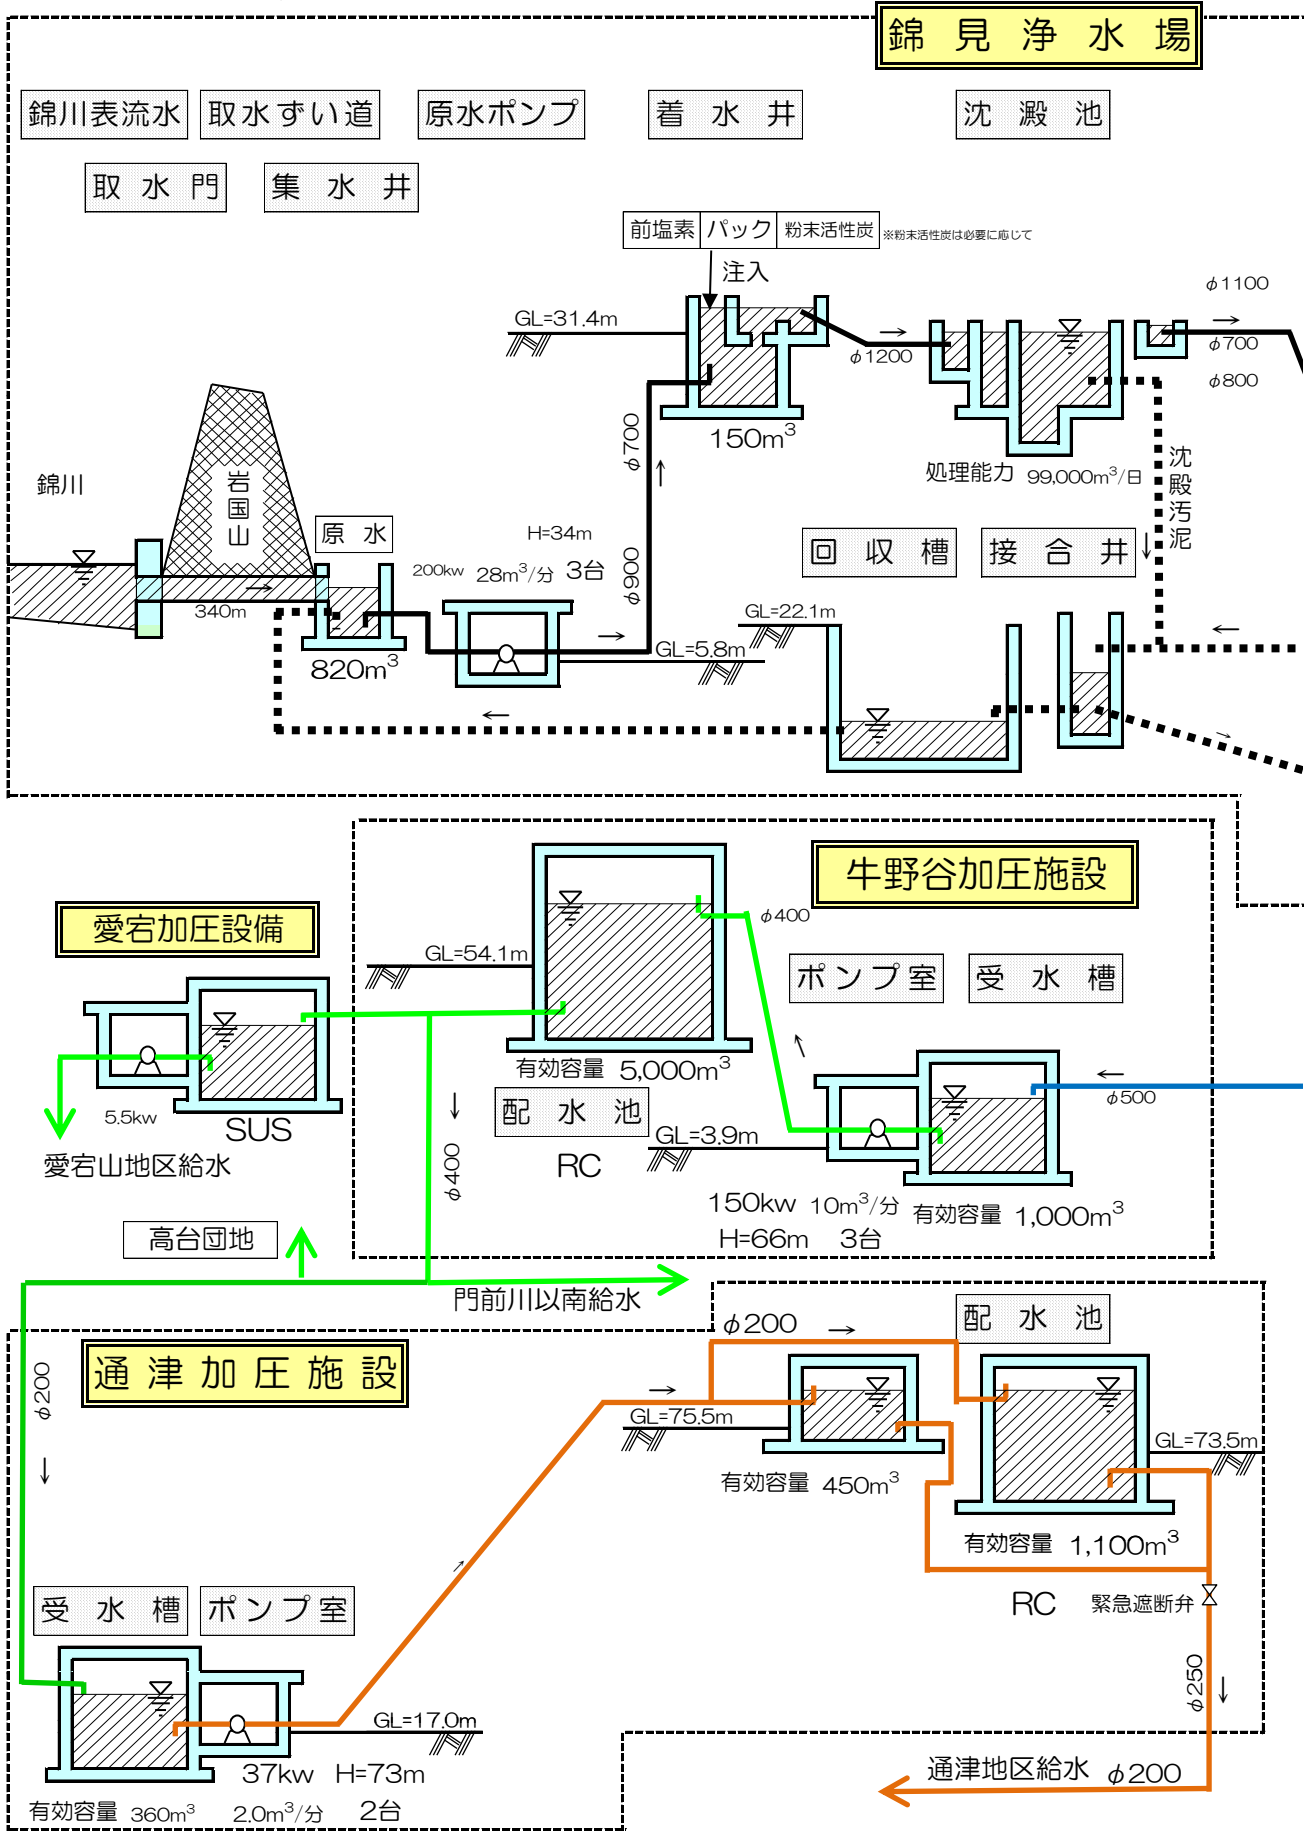 錦見浄水場
錦川表流水
取水ずい道
原水ポンプ
着水井
沈澱池
取水門
集水井
前塩素
パック
粉末活性炭
※粉末活性炭は必要に応じて
注入
φ1100
GL=31.4m
φ1200
φ700
φ800
150m³
φ700
処理能力 99,000m³/日
沈殿汚泥
錦川
岩国山
原水
H=34m
200kw 28m³/分 3台
φ900
回収槽
接合井
340m
GL=22.1m
GL=5.8m
820m³
牛野谷加圧施設
愛宕加圧設備
φ400
GL=54.1m
ポンプ室
受水槽
有効容量 5,000m³
φ500
配水池
5.5kw
SUS
GL=3.9m
愛宕山地区給水
φ400
RC
150kw 10m³/分
有効容量 1,000m³
H=66m 3台
高台団地
門前川以南給水
配水池
φ200
通津加圧施設
φ200
GL=75.5m
GL=73.5m
有効容量 450m³
有効容量 1,100m³
RC
緊急遮断弁
受水槽
ポンプ室
φ250
GL=17.0m
37kw H=73m
通津地区給水 φ200
有効容量 360m³
2.0m³/分 2台